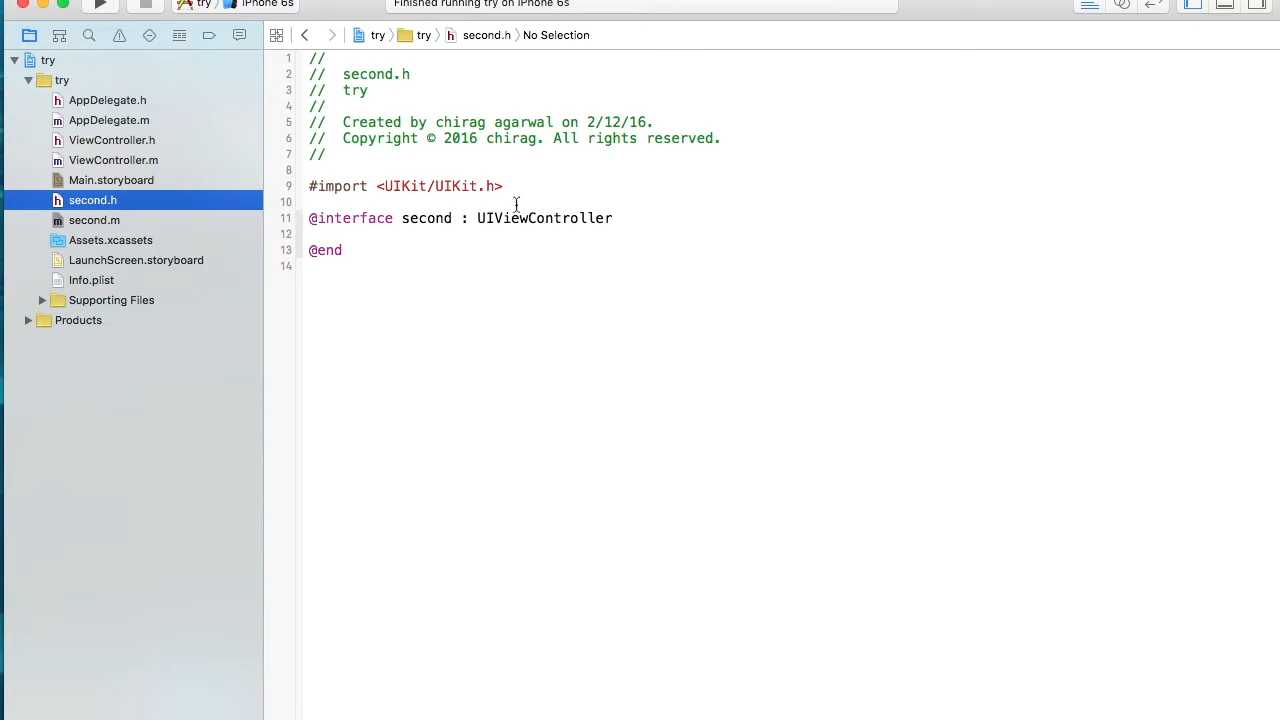 try
iPhone 6s
Finished running try on iPhone 6s
try
try
second.h
No Selection
try
try
AppDelegate.h
AppDelegate.m
ViewController.h
ViewController.m
Main.storyboard
second.h
second.m
Assets.xcassets
LaunchScreen.storyboard
Info.plist
Supporting Files
Products
1 //
2 //  second.h
3 //  try
4 //
5 //  Created by chirag agarwal on 2/12/16.
6 //  Copyright © 2016 chirag. All rights reserved.
7 //
8
9 #import <UIKit/UIKit.h>
10
11 @interface second : UIViewController
12
13 @end
14